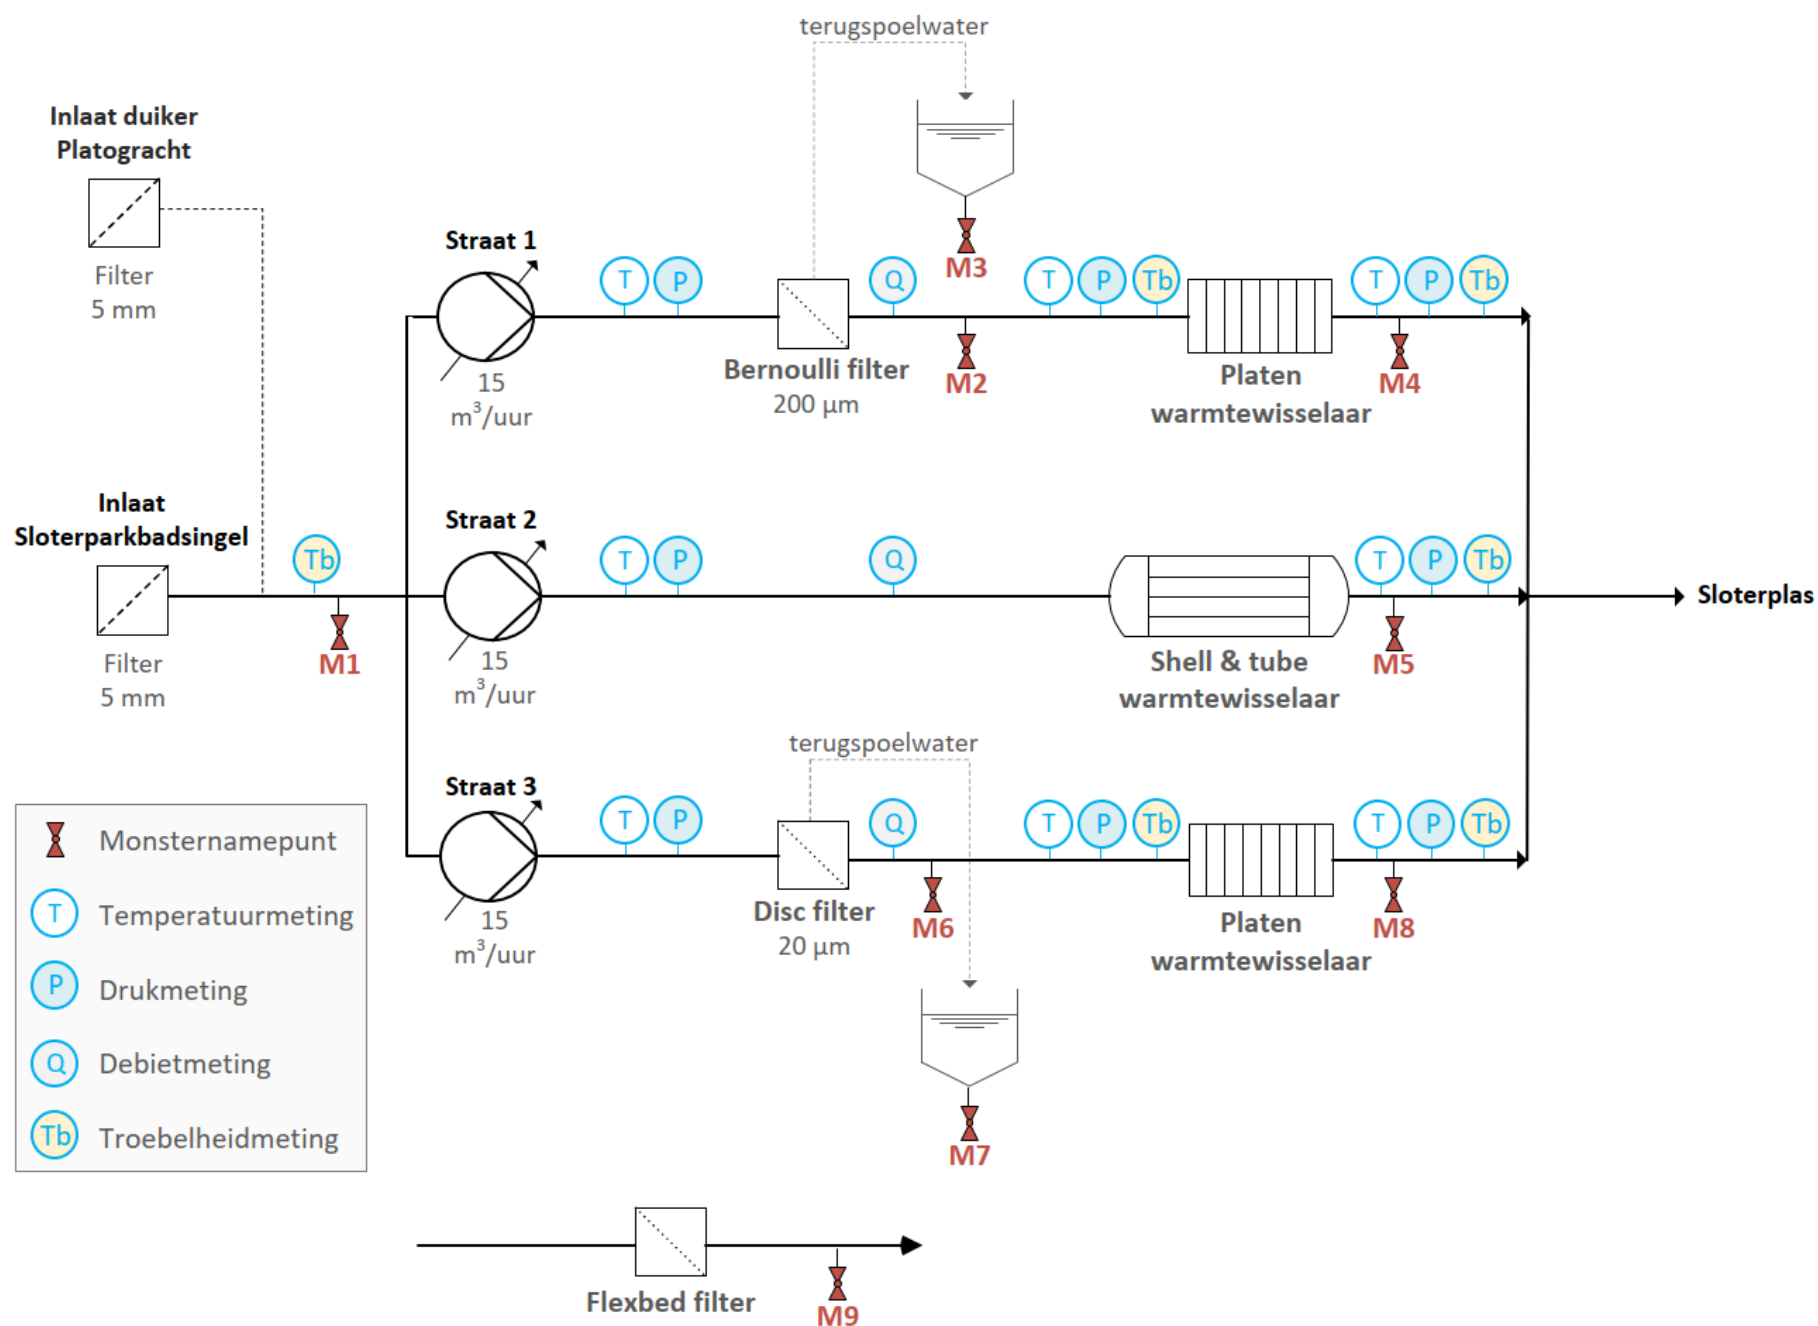 terugspoelwater
Inlaat duiker
Platogracht
Filter
5 mm
M3
Straat 1
T
P
Q
T
P
Tb
T
P
Tb
15
m³/uur
Bernoulli filter
200 µm
M2
Platen
warmtewisselaar
M4
Inlaat
Sloterparkbadsingel
Filter
5 mm
Tb
M1
Straat 2
T
P
Q
T
P
Tb
15
m³/uur
Shell & tube
warmtewisselaar
M5
Sloterplas
terugspoelwater
Straat 3
T
P
Q
T
P
Tb
T
P
Tb
15
m³/uur
Disc filter
20 µm
M6
Platen
warmtewisselaar
M8
M7
Monsternamepunt
T Temperatuurmeting
P Drukmeting
Q Debietmeting
Tb Troebelheidmeting
Flexbed filter
M9